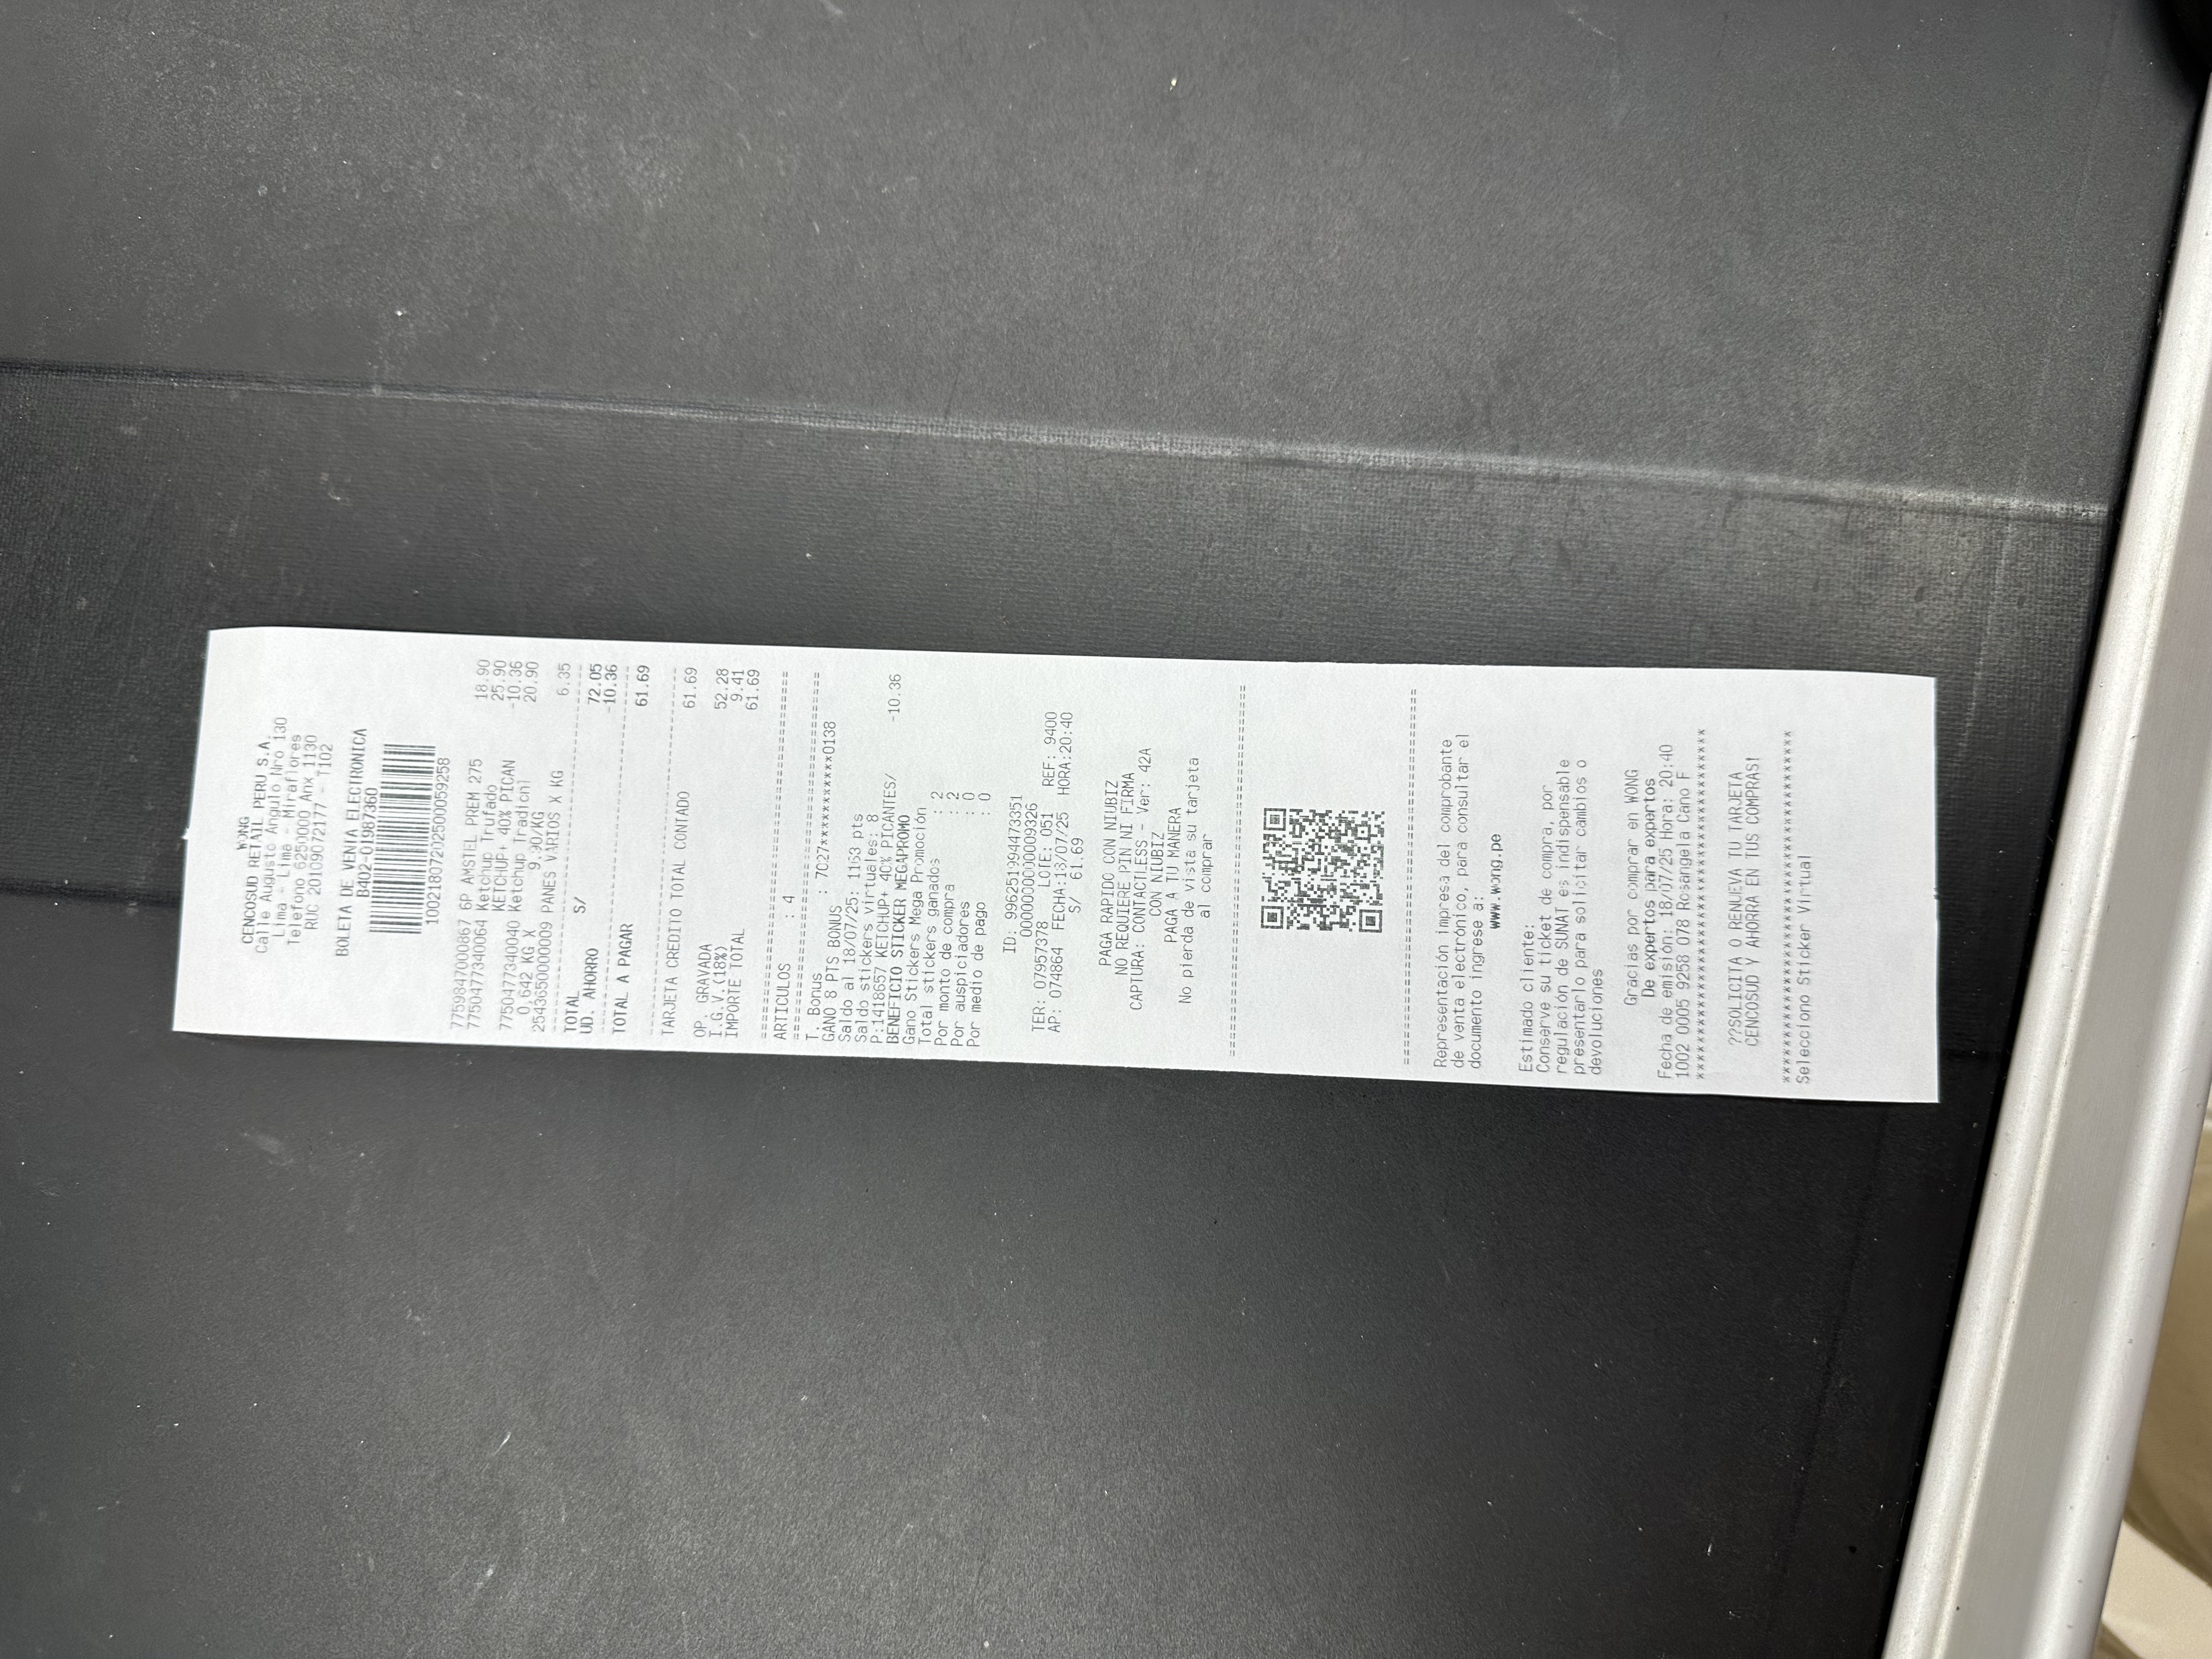 WONG
CENCOSUD RETAIL PERU S.A.
Calle Augusto Angulo Nro 130
Lima - Lima - Miraflores
Telefono 6250000 Anx 1130
RUC 20109072177 - T102
BOLETA DE VENTA ELECTRONICA
B402-01987360
10021807202500059258
7759847000867 6P AMSTEL PREM 275 18.90
7750477340064 Ketchup Trufado 25.90
KETCHUP+ 40% PICAN -10.36
7750477340040 Ketchup Tradicnl 20.90
0,642 KG X 9.90/KG
2543650000009 PANES VARIOS X KG 6.35
TOTAL S/ 72.05
UD. AHORRO -10.36
TOTAL A PAGAR 61.69
TARJETA CREDITO TOTAL CONTADO 61.69
OP. GRAVADA 52.28
I.G.V.(18%) 9.41
IMPORTE TOTAL 61.69
=========================================
ARTICULOS : 4
=========================================
T. Bonus : 7027***********0138
GANO 8 PTS BONUS
Saldo al 18/07/25: 1163 pts
Saldo stickers virtuales: 8
P:1418657 KETCHUP+ 40% PICANTES/ -10.36
BENEFICIO STICKER MEGAPROMO
Gano Stickers Mega Promoción
Total stickers ganados : 2
Por monto de compra : 2
Por auspiciadores : 0
Por medio de pago : 0
ID: 996251994473351
0000000000009326
TER: 07957378 LOTE: 051 REF: 9400
AP: 074864 FECHA:18/07/25 HORA:20:40
S/ 61.69
PAGA RAPIDO CON NIUBIZ
NO REQUIERE PIN NI FIRMA
CAPTURA: CONTACTLESS - Ver: 42A
CON NIUBIZ
PAGA A TU MANERA
No pierda de vista su tarjeta
al comprar
=========================================
=========================================
Representación impresa del comprobante
de venta electrónico, para consultar el
documento ingrese a:
www.wong.pe
Estimado cliente:
Conserve su ticket de compra, por
regulación de SUNAT es indispensable
presentarlo para solicitar cambios o
devoluciones
Gracias por comprar en WONG
De expertos para expertos
Fecha de emisión: 18/07/25 Hora: 20:40
1002 0005 9258 078 Rosangela Cano F
****************************************
??SOLICITA O RENUEVA TU TARJETA
CENCOSUD Y AHORRA EN TUS COMPRAS!
****************************************
Selecciono Sticker Virtual